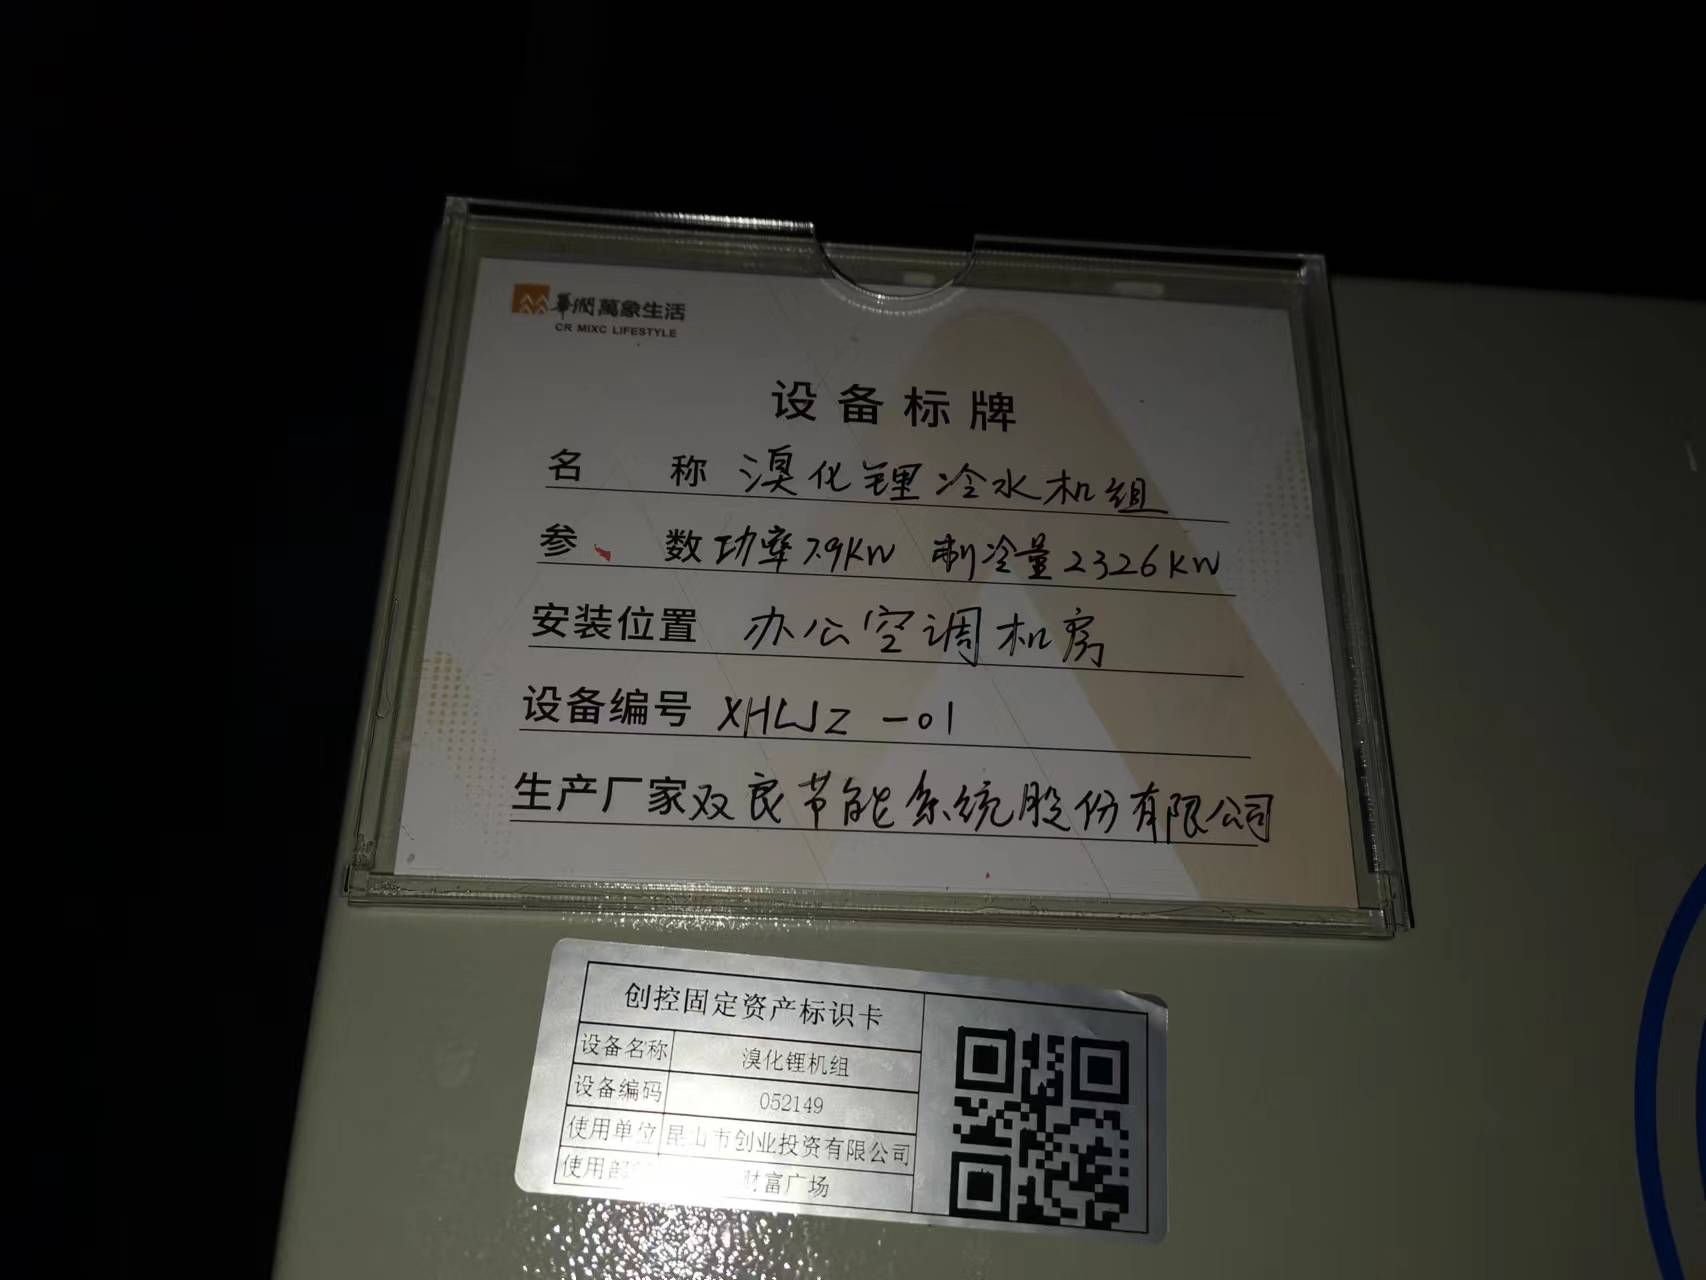 華潤萬象生活
CR MIXC LIFESTYLE
设备标牌
名 称 溴化锂冷水机组
参 数 功率7.9KW 制冷量2326KW
安装位置 办公空调机房
设备编号 XHLJZ-01
生产厂家 双良节能系统股份有限公司
创控固定资产标识卡
设备名称 溴化锂机组
设备编码 052149
使用单位 昆山市创业投资有限公司
使用部 财富广场